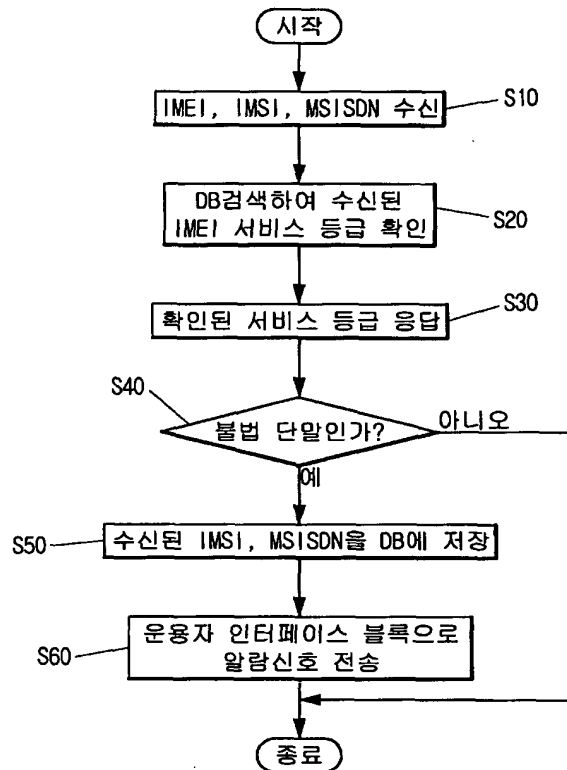 시작
IMEI, IMSI, MSISDN 수신
S10
DB검색하여 수신된
IMEI 서비스 등급 확인
S20
확인된 서비스 등급 응답
S30
S40
불법 단말인가?
아니오
예
S50
수신된 IMSI, MSISDN을 DB에 저장
S60
운용자 인터페이스 블록으로
알람신호 전송
종료